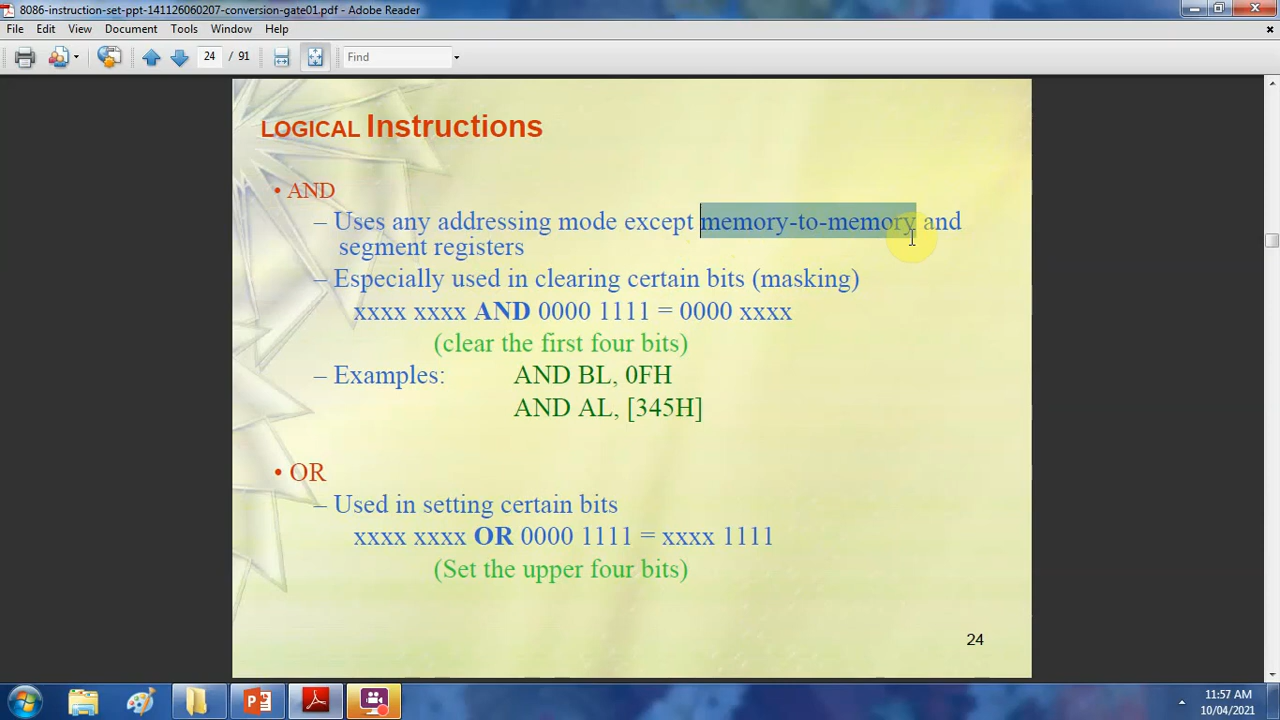 8086-instruction-set-ppt-141126060207-conversion-gate01.pdf - Adobe Reader
File Edit View Document Tools Window Help
24 / 91 Find
LOGICAL Instructions
• AND
– Uses any addressing mode except memory-to-memory and
segment registers
– Especially used in clearing certain bits (masking)
xxxx xxxx AND 0000 1111 = 0000 xxxx
(clear the first four bits)
– Examples: AND BL, 0FH
AND AL, [345H]
• OR
– Used in setting certain bits
xxxx xxxx OR 0000 1111 = xxxx 1111
(Set the upper four bits)
24
11:57 AM
10/04/2021